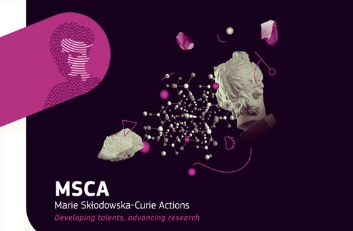 MSCA
Marie Skłodowska-Curie Actions
Developing talents, advancing research